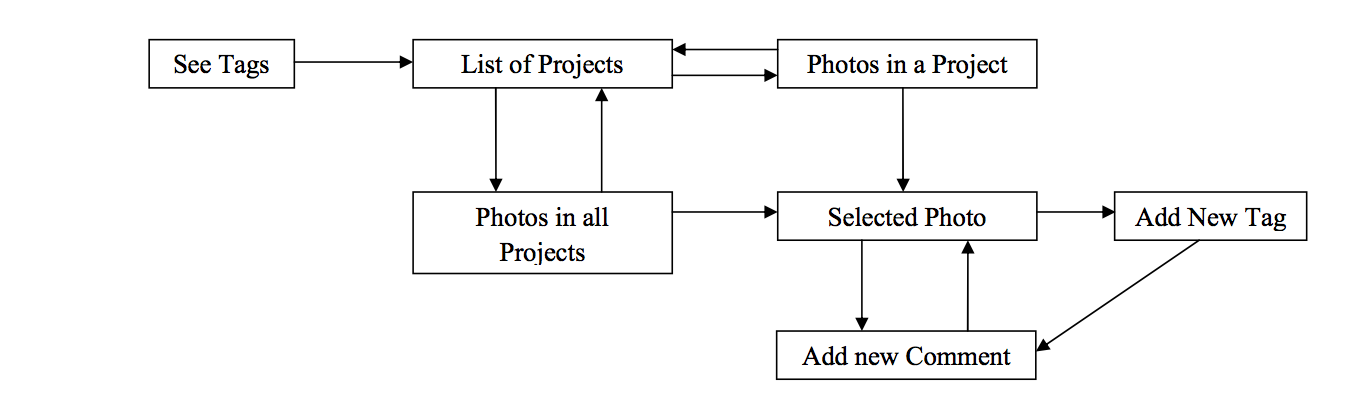 See Tags
List of Projects
Photos in a Project
Photos in all
Projects
Selected Photo
Add New Tag
Add new Comment